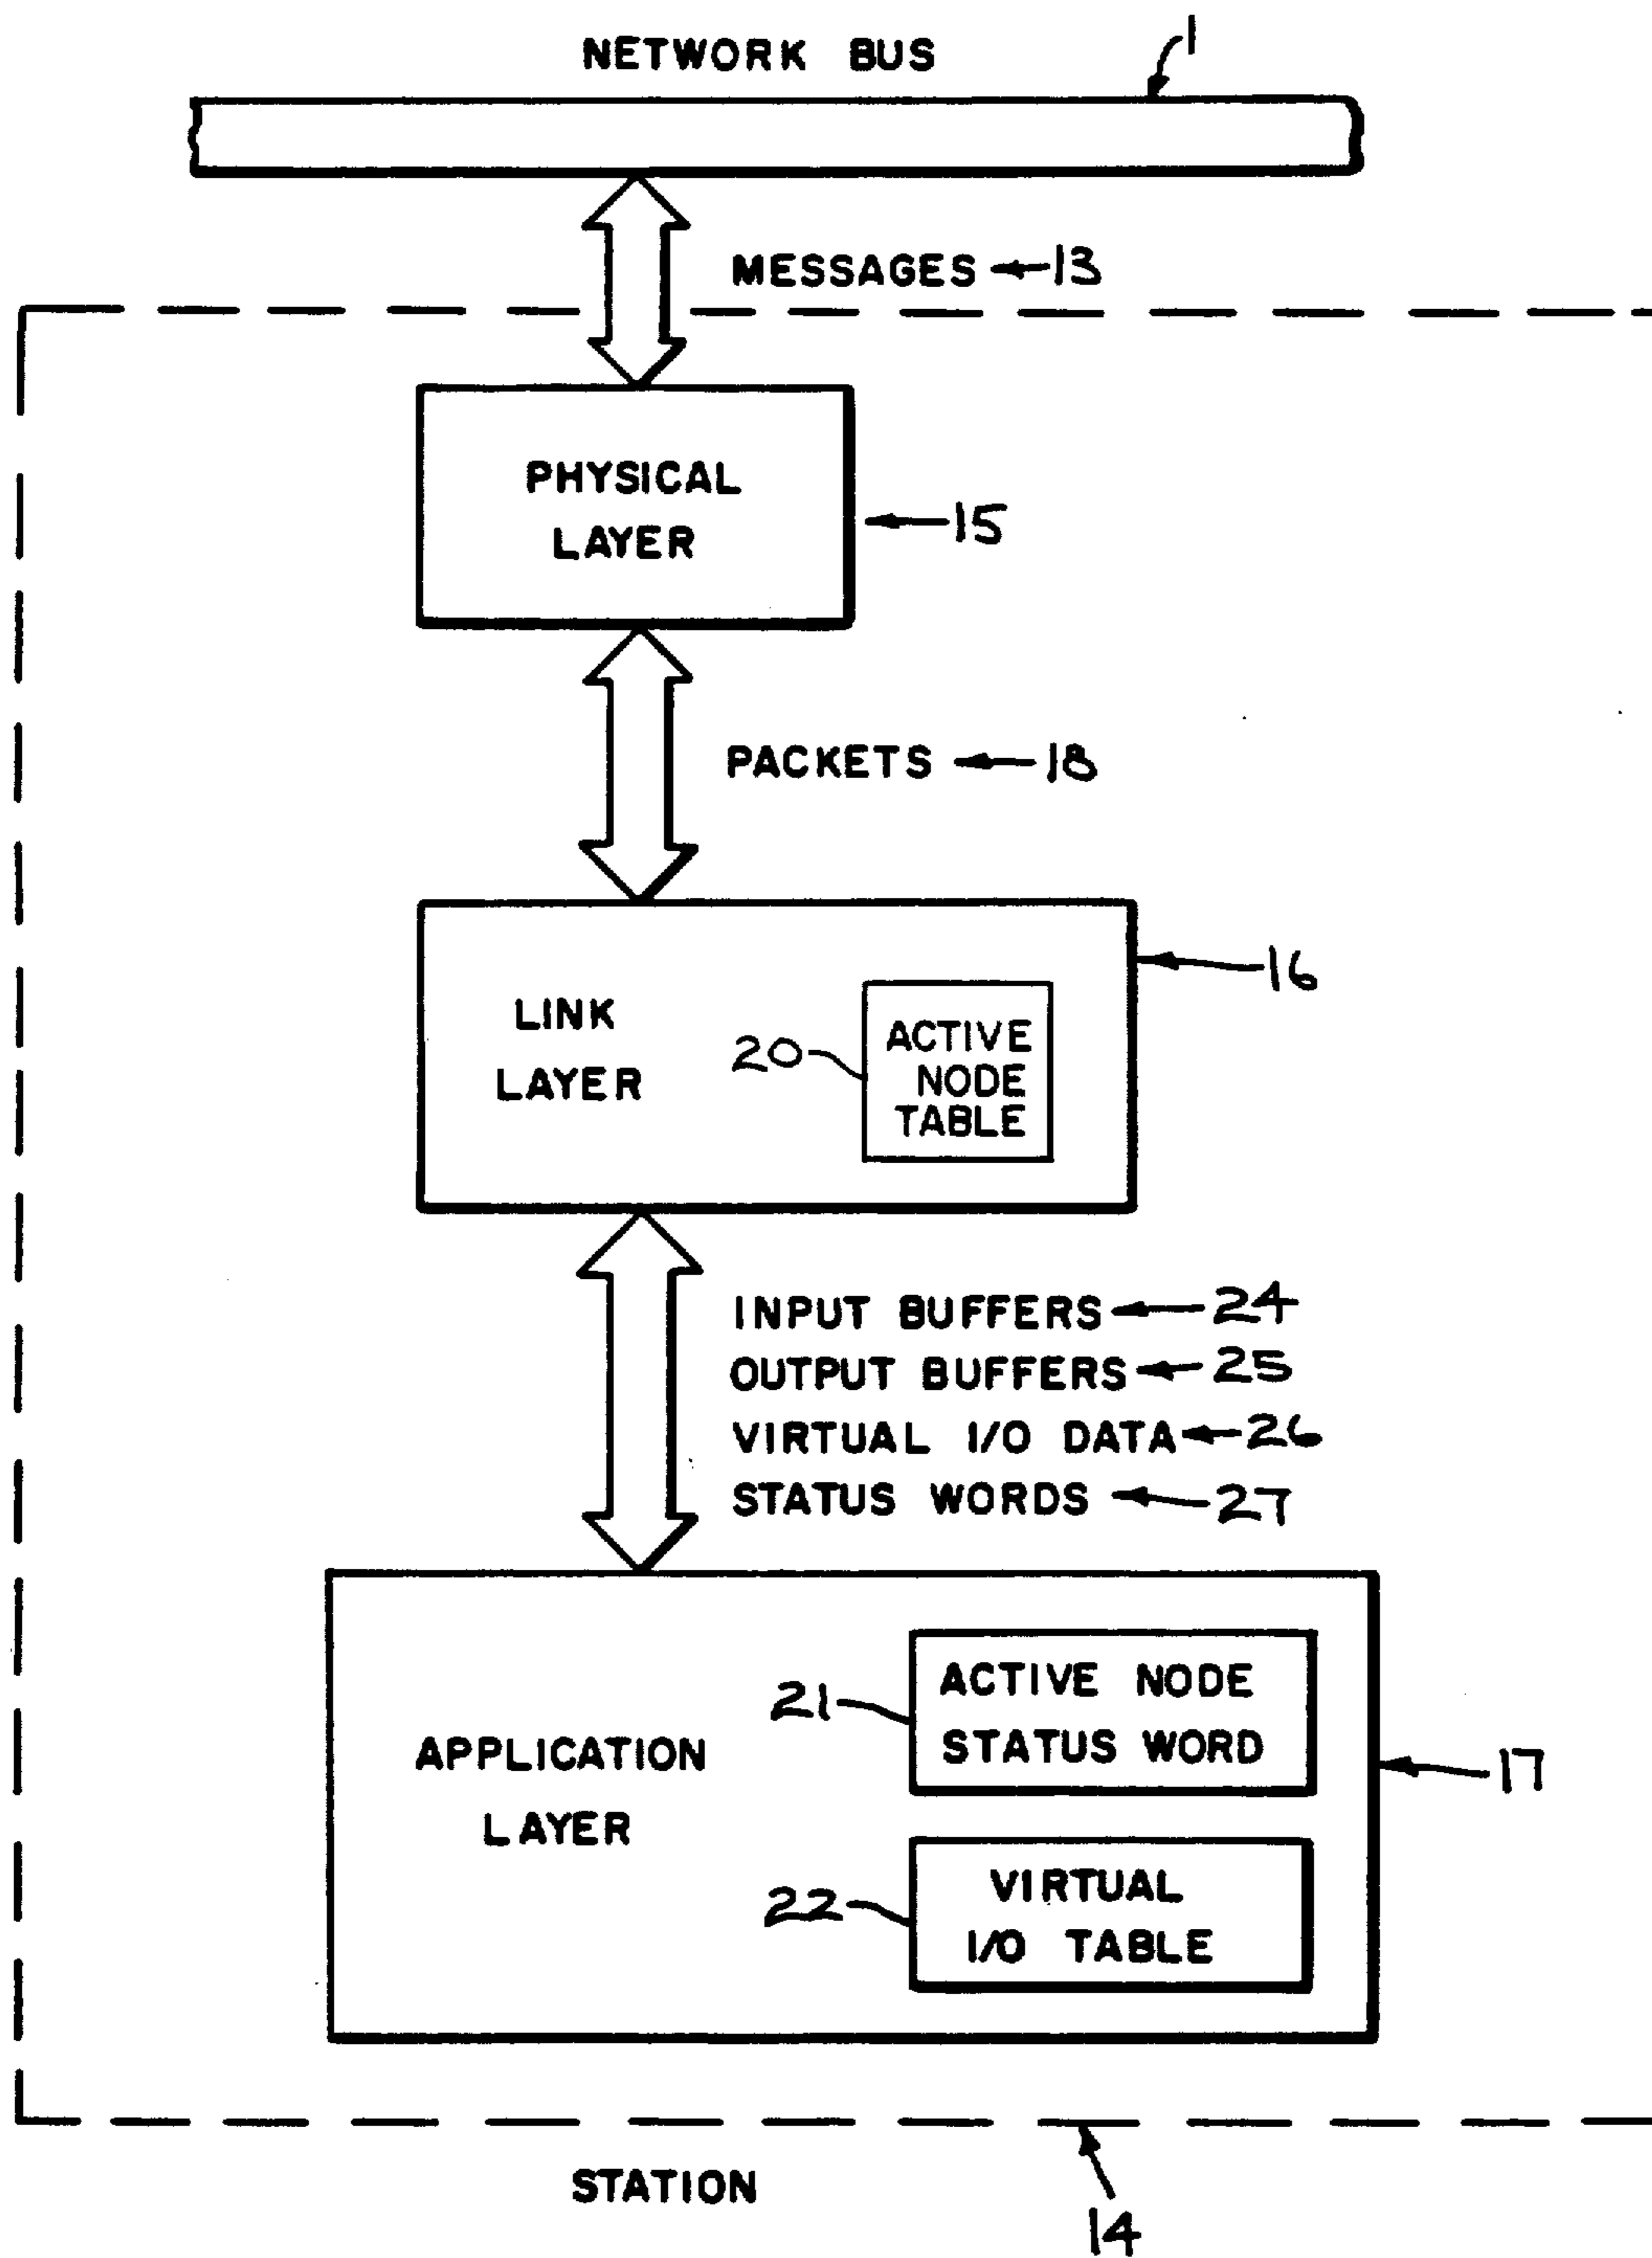 NETWORK BUS
1
MESSAGES 13
PHYSICAL
LAYER
15
PACKETS 18
16
LINK
LAYER
20
ACTIVE
NODE
TABLE
INPUT BUFFERS 24
OUTPUT BUFFERS 25
VIRTUAL I/O DATA 26
STATUS WORDS 27
APPLICATION
LAYER
21
ACTIVE NODE
STATUS WORD
17
22
VIRTUAL
I/O TABLE
STATION
14